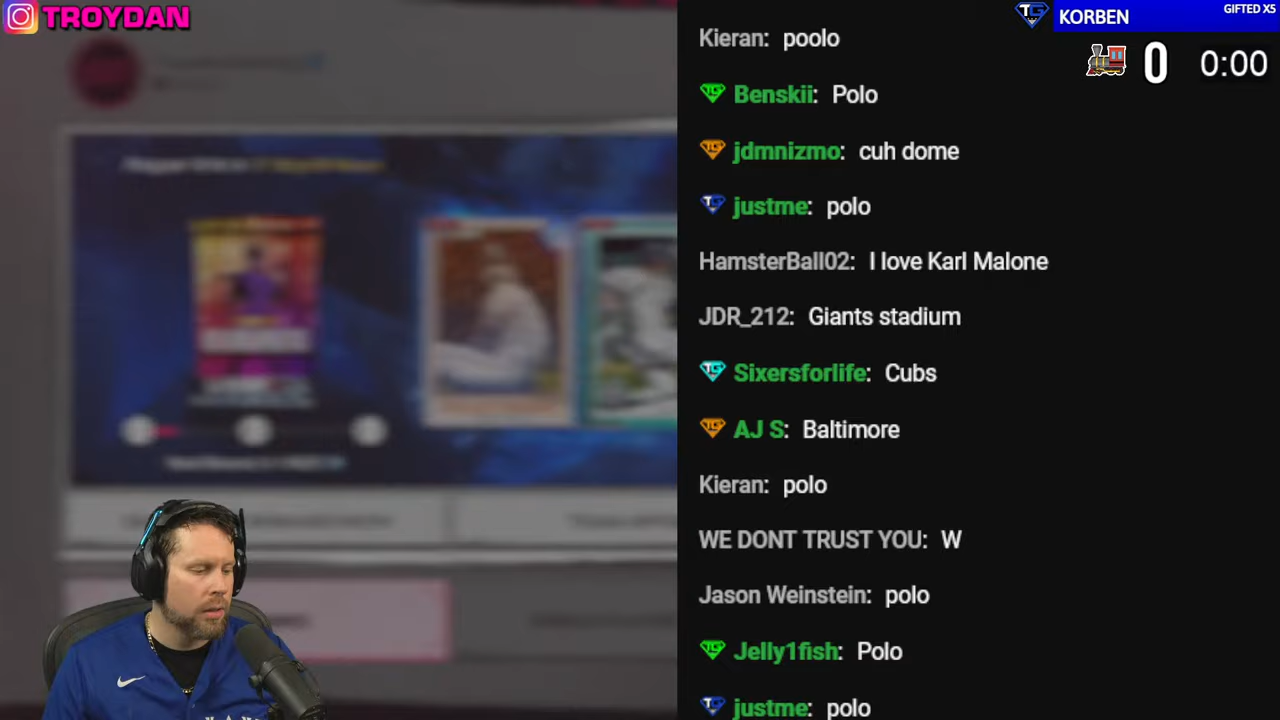 TROYDAN
KORBEN
GIFTED X5
0 0:00
Kieran: poolo
Benskii: Polo
jdmnizmo: cuh dome
justme: polo
HamsterBall02: I love Karl Malone
JDR_212: Giants stadium
Sixersforlife: Cubs
AJ S: Baltimore
Kieran: polo
WE DONT TRUST YOU: W
Jason Weinstein: polo
Jelly1fish: Polo
justme: polo